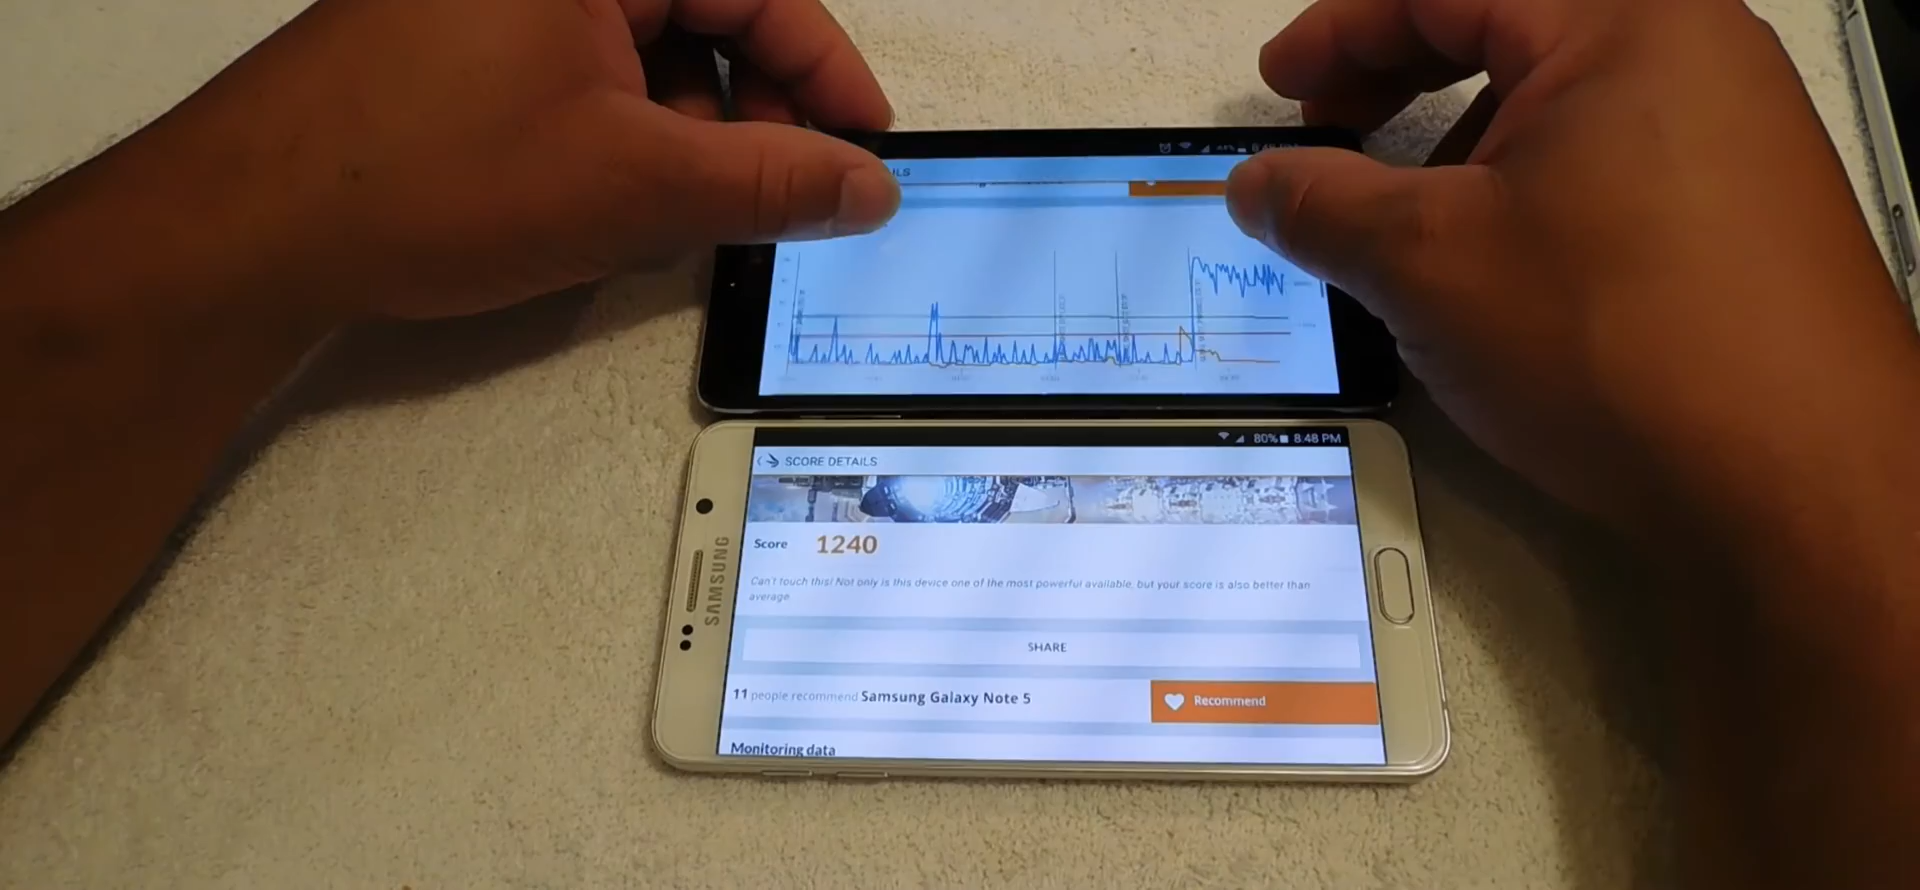 ILS
80% 8:48 PM
SCORE DETAILS
Score 1240
Can't touch this! Not only is this device one of the most powerful available, but your score is also better than
average
SHARE
11 people recommend Samsung Galaxy Note 5
Recommend
Monitoring data
SAMSUNG